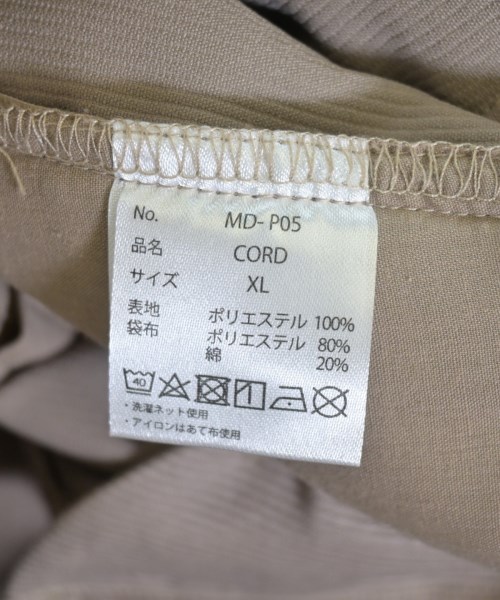 No. MD-P05
品名 CORD
サイズ XL
表地 ポリエステル 100%
袋布 ポリエステル 80%
綿 20%
40
・洗濯ネット使用
・アイロンはあて布使用